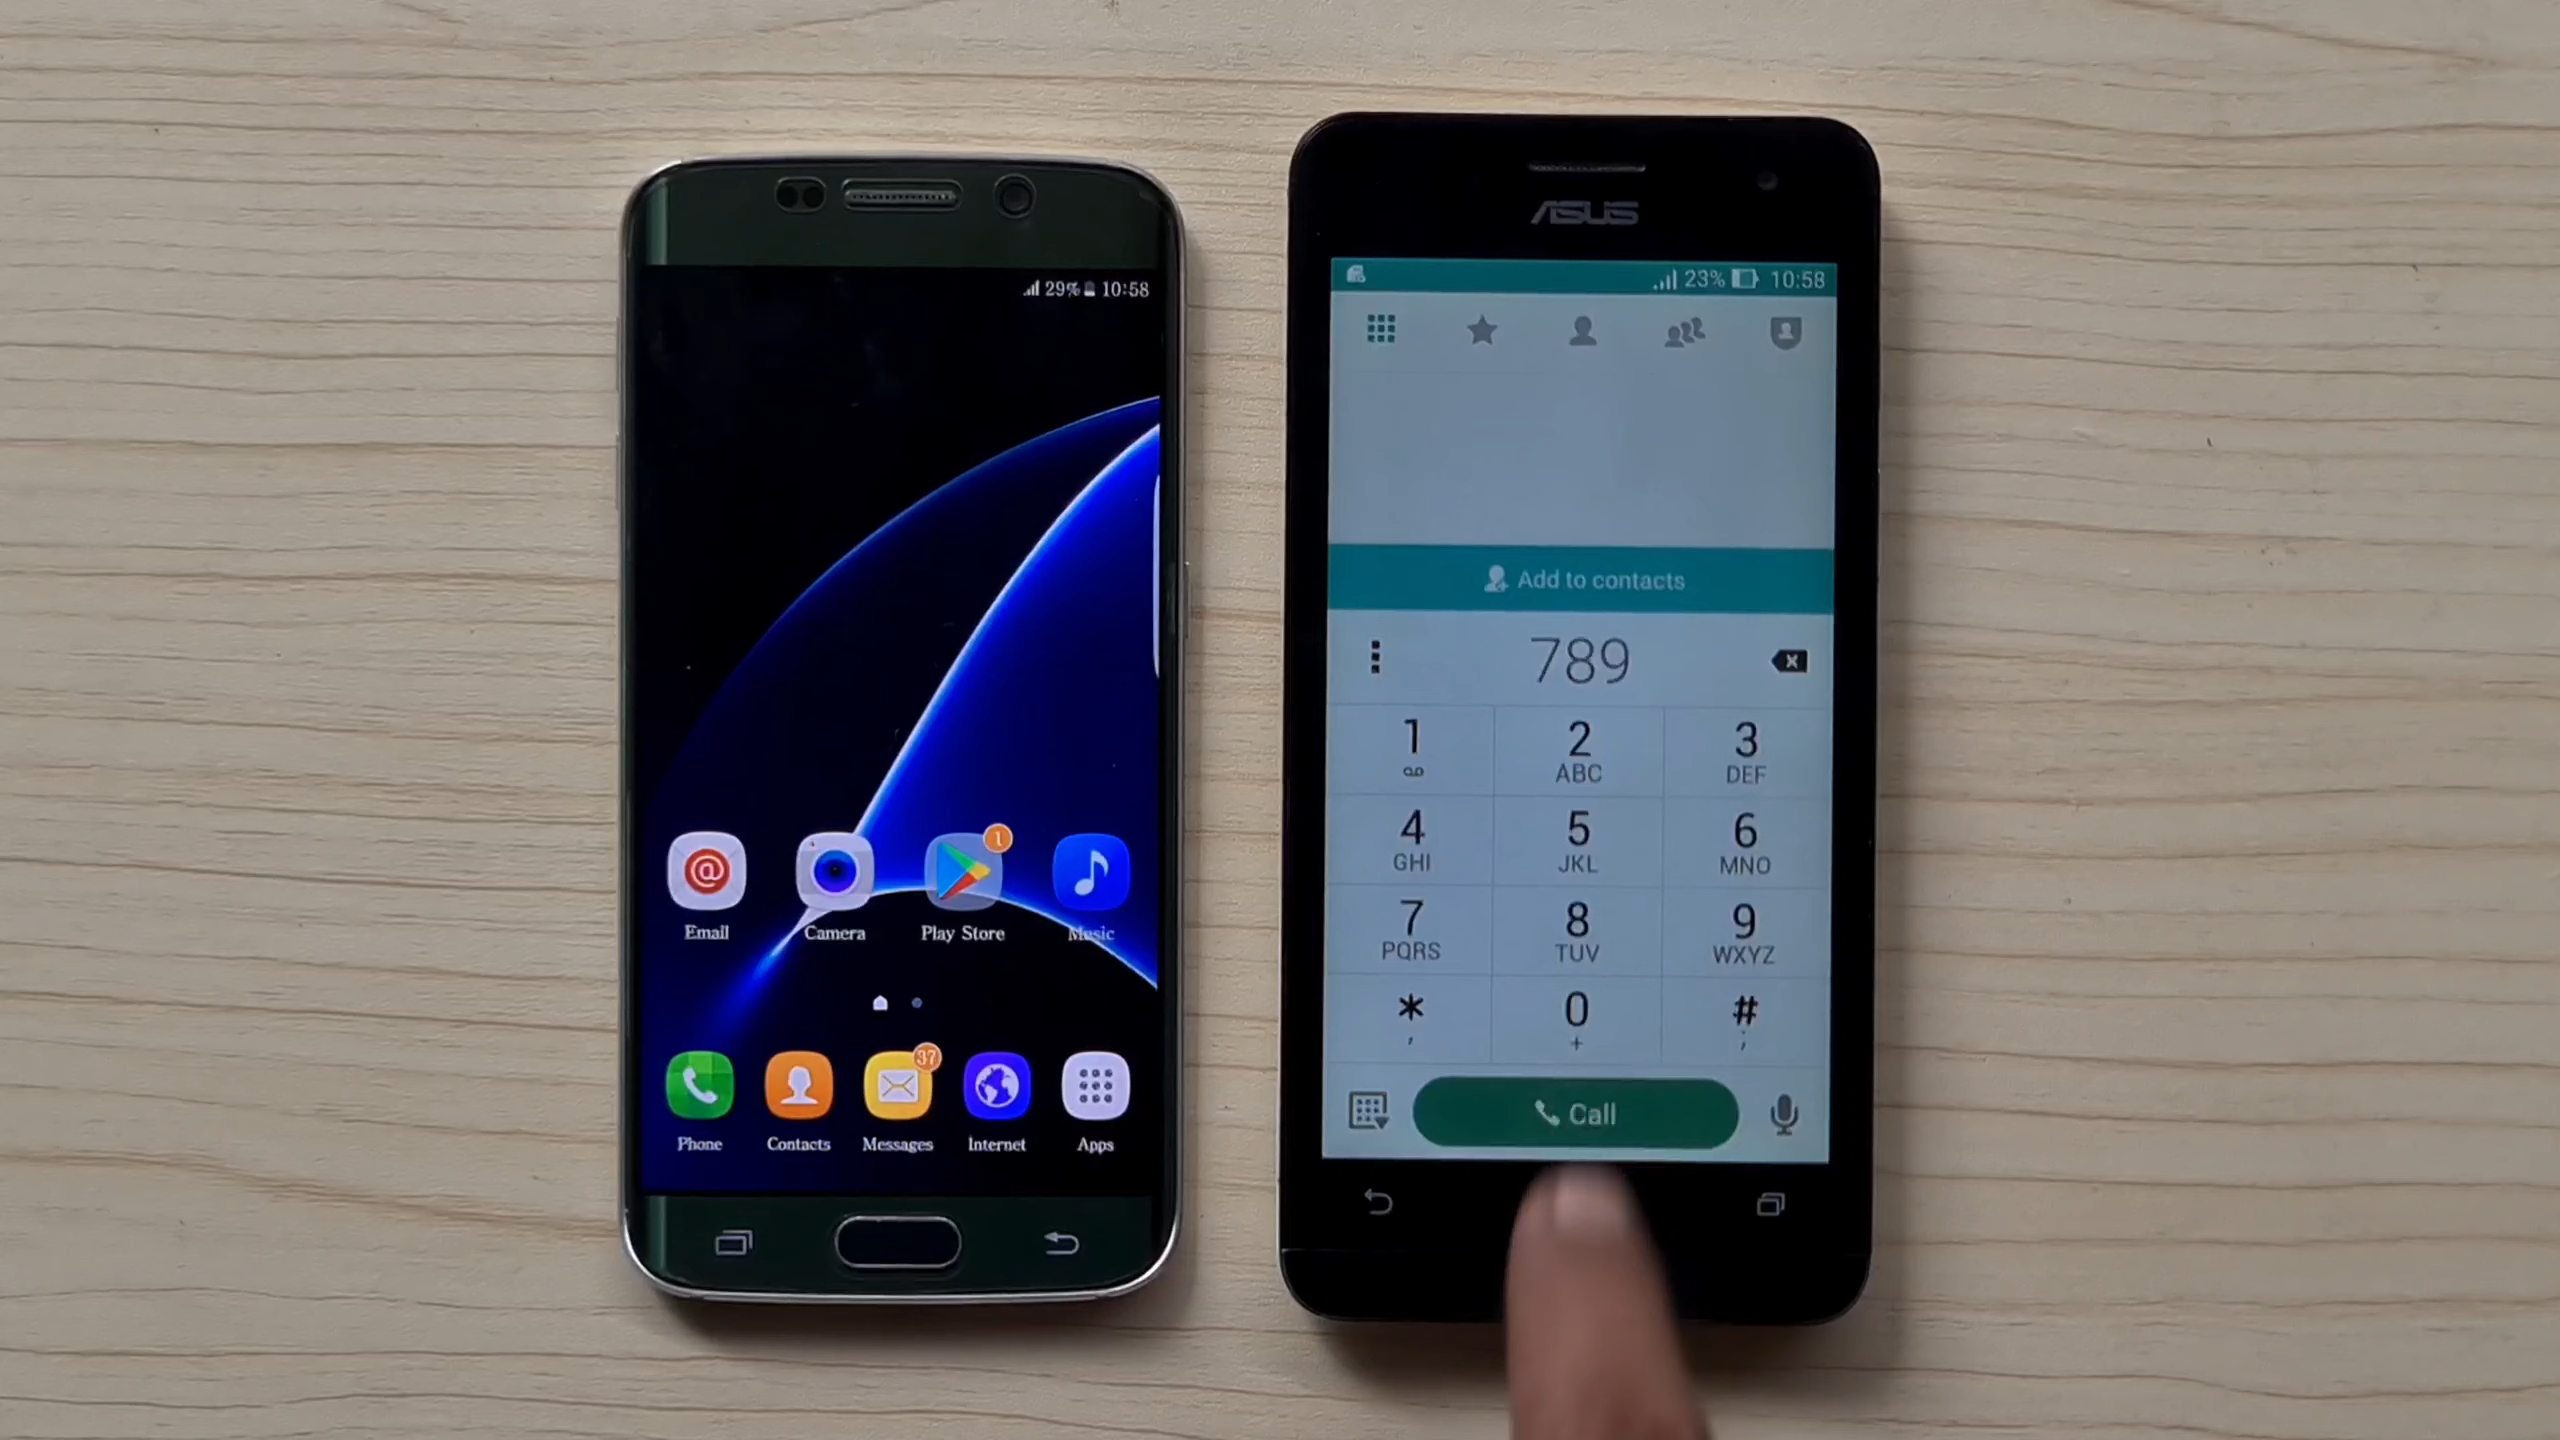 29% 10:58
Email Camera Play Store 1 Music
Phone Contacts Messages 37 Internet Apps
ASUS
23% 10:58
Add to contacts
789
1 2 ABC 3 DEF
4 GHI 5 JKL 6 MNO
7 PQRS 8 TUV 9 WXYZ
* , 0 + # ;
Call